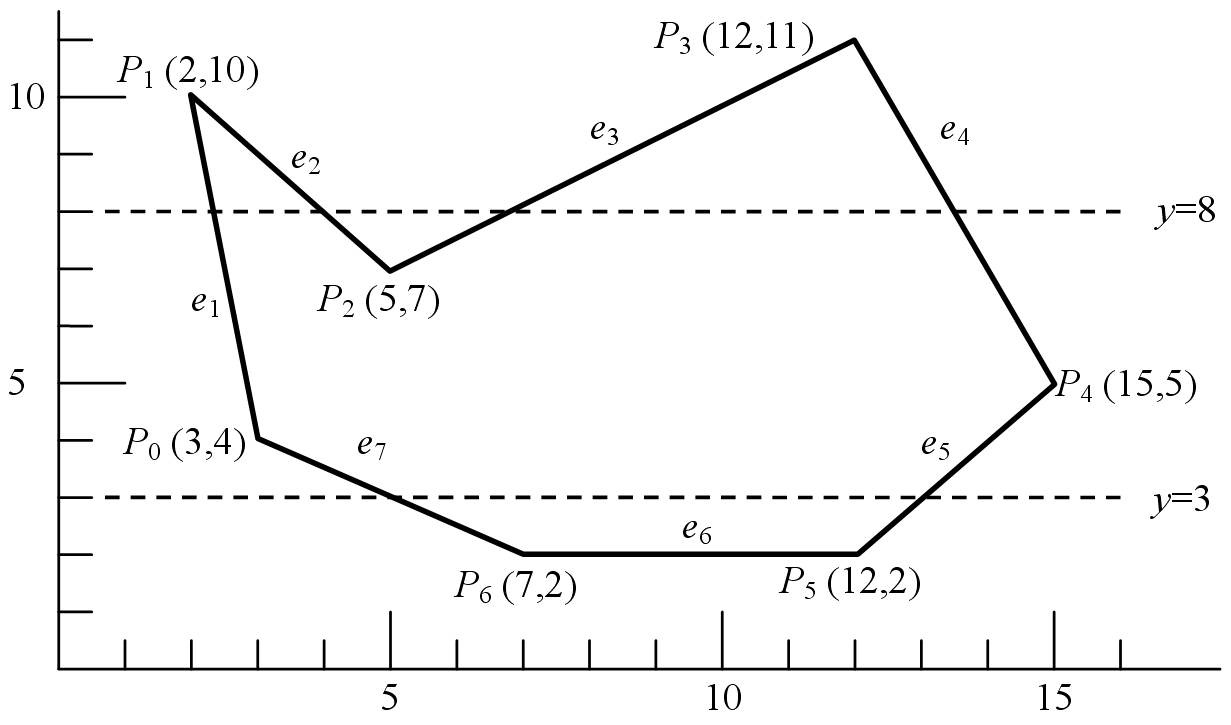 P3 (12,11)
P1 (2,10)
10
e3
e4
e2
y=8
P2 (5,7)
e1
5
P4 (15,5)
P0 (3,4)
e7
e5
y=3
e6
P6 (7,2)
P5 (12,2)
5
10
15